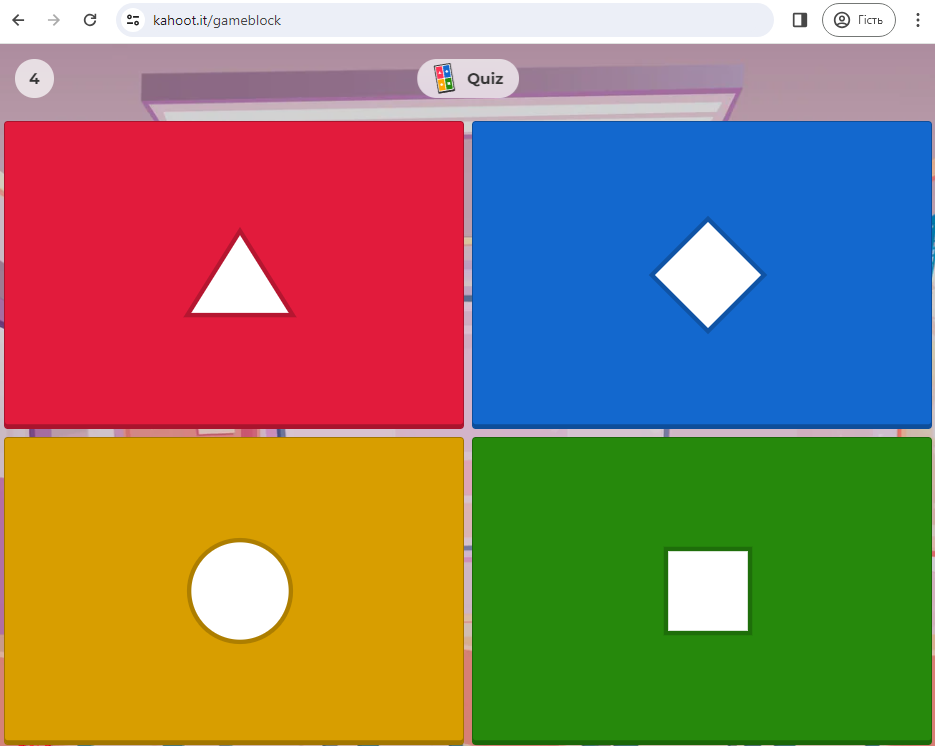 kahoot.it/gameblock
Гість
4
Quiz